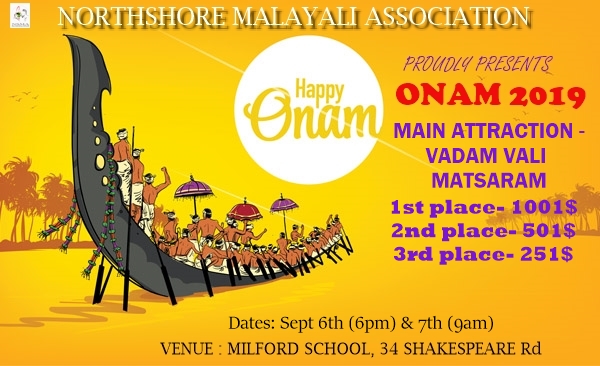 NORTHSHORE MALAYALI ASSOCIATION
PROUDLY PRESENTS
Happy
Onam
ONAM 2019
MAIN ATTRACTION -
VADAM VALI
MATSARAM
1st place- 1001$
2nd place- 501$
3rd place- 251$
Dates: Sept 6th (6pm) & 7th (9am)
VENUE : MILFORD SCHOOL, 34 SHAKESPEARE Rd